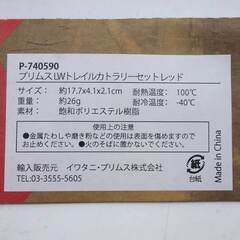 P-740590
プリムスLWトレイルカトラリーセットレッド
サイズ：約17.7x4.1x2.1cm 耐熱温度： 100℃
重量：約26g 耐冷温度： -40℃
素材： 飽和ポリエステル樹脂
使用上の注意
●金属たわしや磨き粉などの使用は表面を傷めますので、
お避けください。●火のそばに置かないでください。
輸入販売元 イワタニ・プリムス株式会社
TEL:03-3555-5605
台紙
Made in China